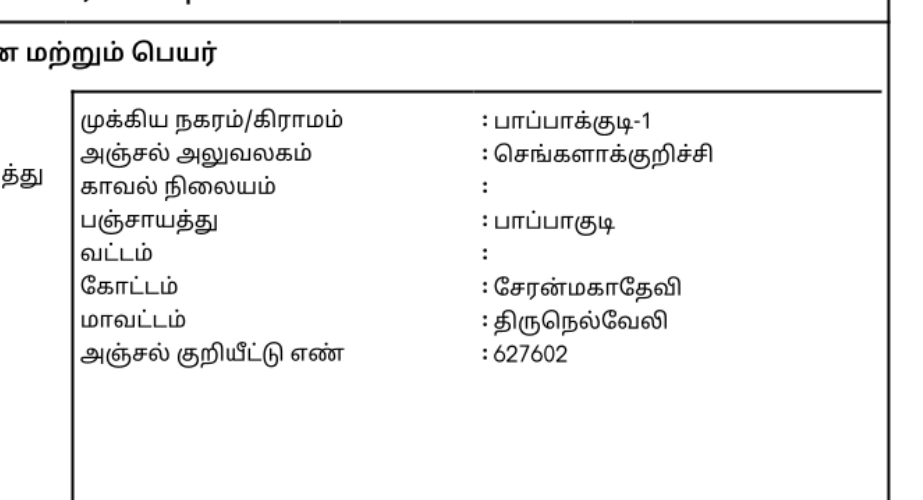 மற்றும் பெயர்
த்து
முக்கிய நகரம்/கிராமம் : பாப்பாக்குடி-1
அஞ்சல் அலுவலகம் : செங்களாக்குறிச்சி
காவல் நிலையம் :
பஞ்சாயத்து : பாப்பாகுடி
வட்டம் :
கோட்டம் : சேரன்மகாதேவி
மாவட்டம் : திருநெல்வேலி
அஞ்சல் குறியீட்டு எண் : 627602